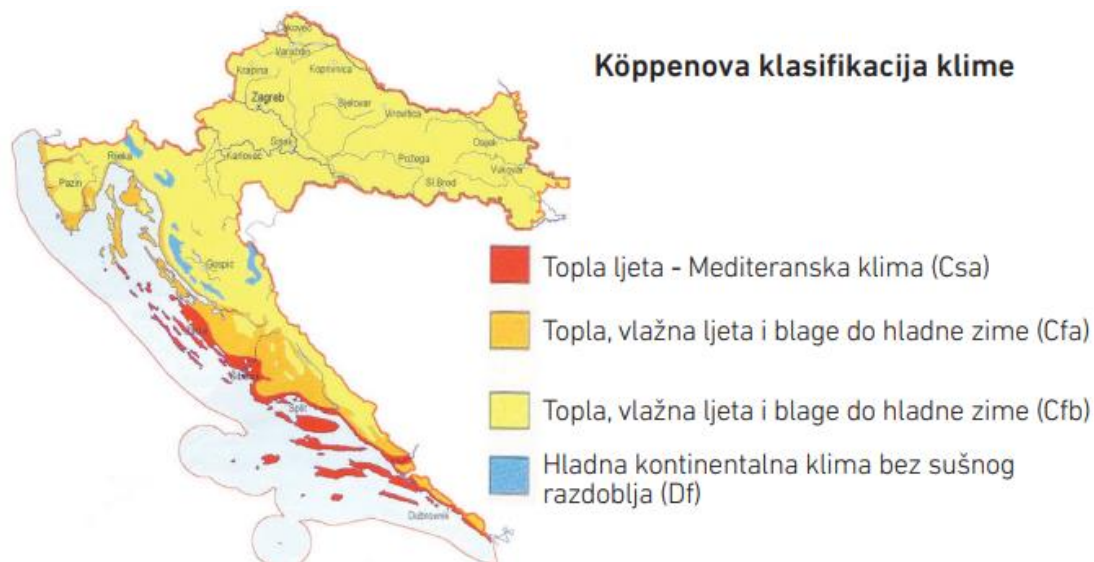 Köppenova klasifikacija klime
Čakovec
Varaždin
Krapina
Koprivnica
Zagreb
Bjelovar
Virovitica
Sisak
Karlovac
Rijeka
Pazin
Požega
Osijek
Vukovar
Sl.Brod
Gospić
Split
Dubrovnik
Topla ljeta - Mediteranska klima (Csa)
Topla, vlažna ljeta i blage do hladne zime (Cfa)
Topla, vlažna ljeta i blage do hladne zime (Cfb)
Hladna kontinentalna klima bez sušnog
razdoblja (Df)